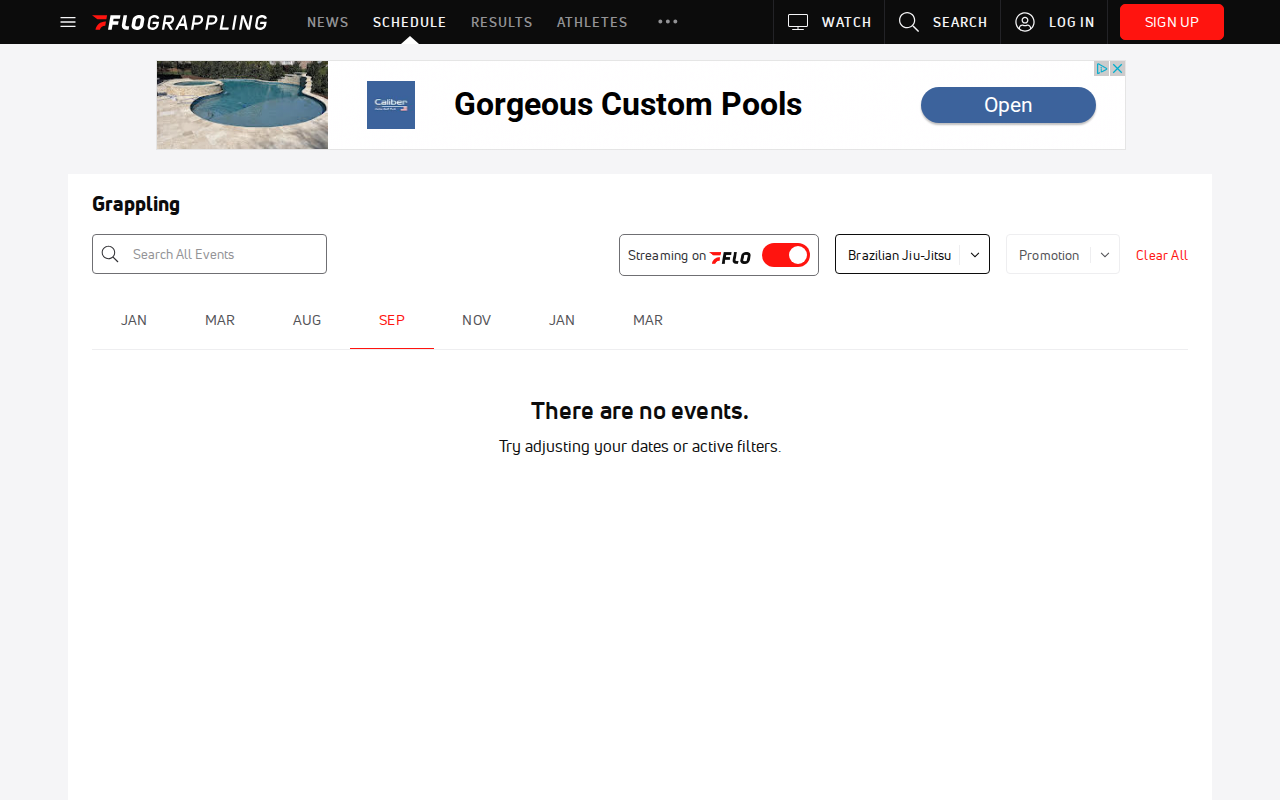 FLOGRAPPLING NEWS SCHEDULE RESULTS ATHLETES WATCH SEARCH LOG IN SIGN UP
Caliber
Gorgeous Custom Pools
Open
Grappling
Search All Events
Streaming on FLO
Brazilian Jiu-Jitsu
Promotion
Clear All
JAN MAR AUG SEP NOV JAN MAR
There are no events.
Try adjusting your dates or active filters.